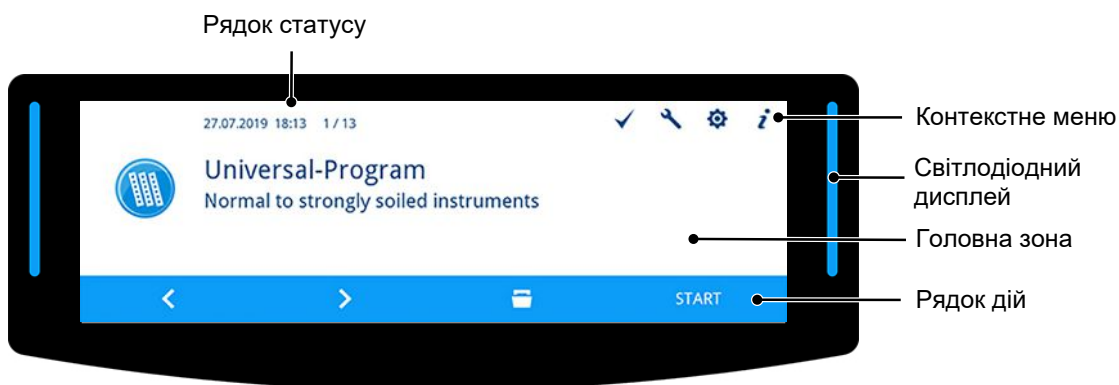 Рядок статусу
27.07.2019 18:13 1 / 13
Universal-Program
Normal to strongly soiled instruments
START
Контекстне меню
Світлодіодний
дисплей
Головна зона
Рядок дій